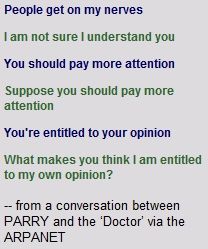 People get on my nerves
I am not sure I understand you
You should pay more attention
Suppose you should pay more
attention
You're entitled to your opinion
What makes you think I am entitled
to my own opinion?
-- from a conversation between
PARRY and the ‘Doctor’ via the
ARPANET